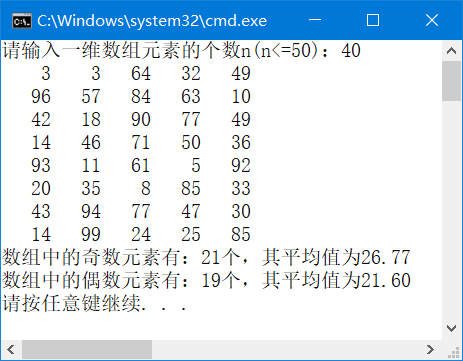 C:\Windows\system32\cmd.exe
请输入一维数组元素的个数n(n<=50): 40
3 3 64 32 49
96 57 84 63 10
42 18 90 77 49
14 46 71 50 36
93 11 61 5 92
20 35 8 85 33
43 94 77 47 30
14 99 24 25 85
数组中的奇数元素有: 21个，其平均值为26.77
数组中的偶数元素有: 19个，其平均值为21.60
请按任意键继续. . .